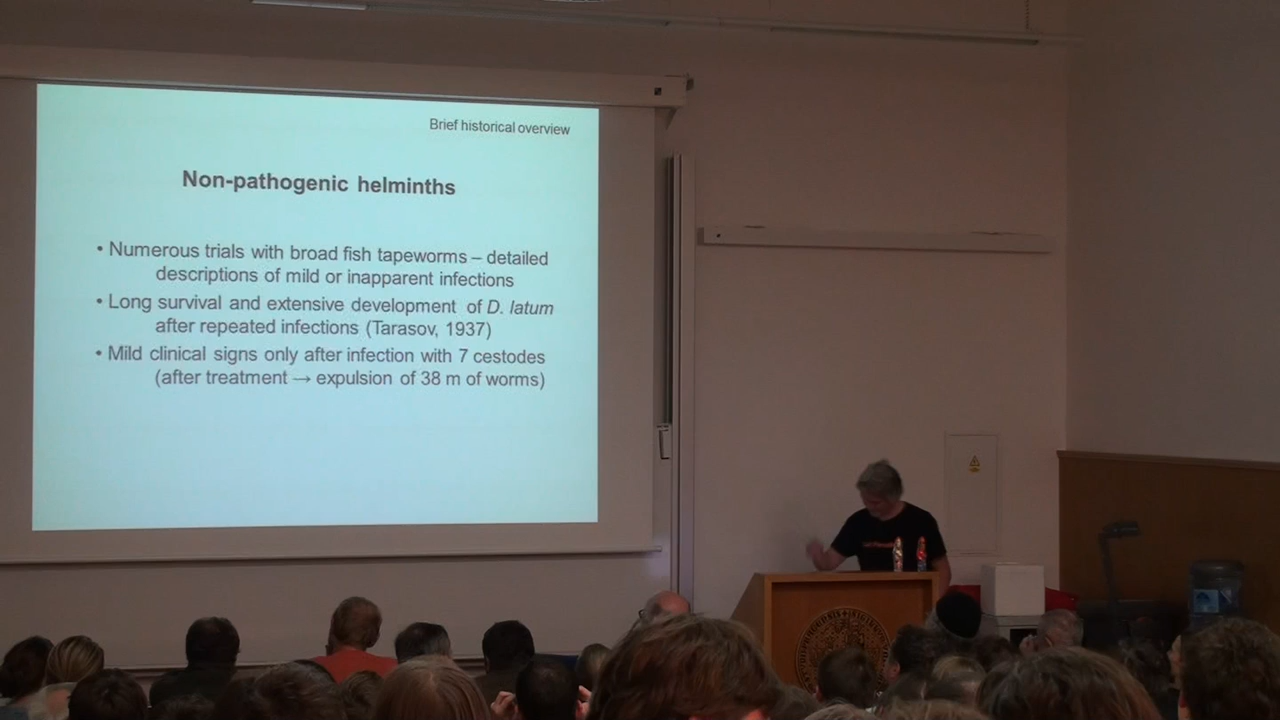 Brief historical overview
Non-pathogenic helminths
• Numerous trials with broad fish tapeworms – detailed
descriptions of mild or inapparent infections
• Long survival and extensive development of D. latum
after repeated infections (Tarasov, 1937)
• Mild clinical signs only after infection with 7 cestodes
(after treatment → expulsion of 38 m of worms)